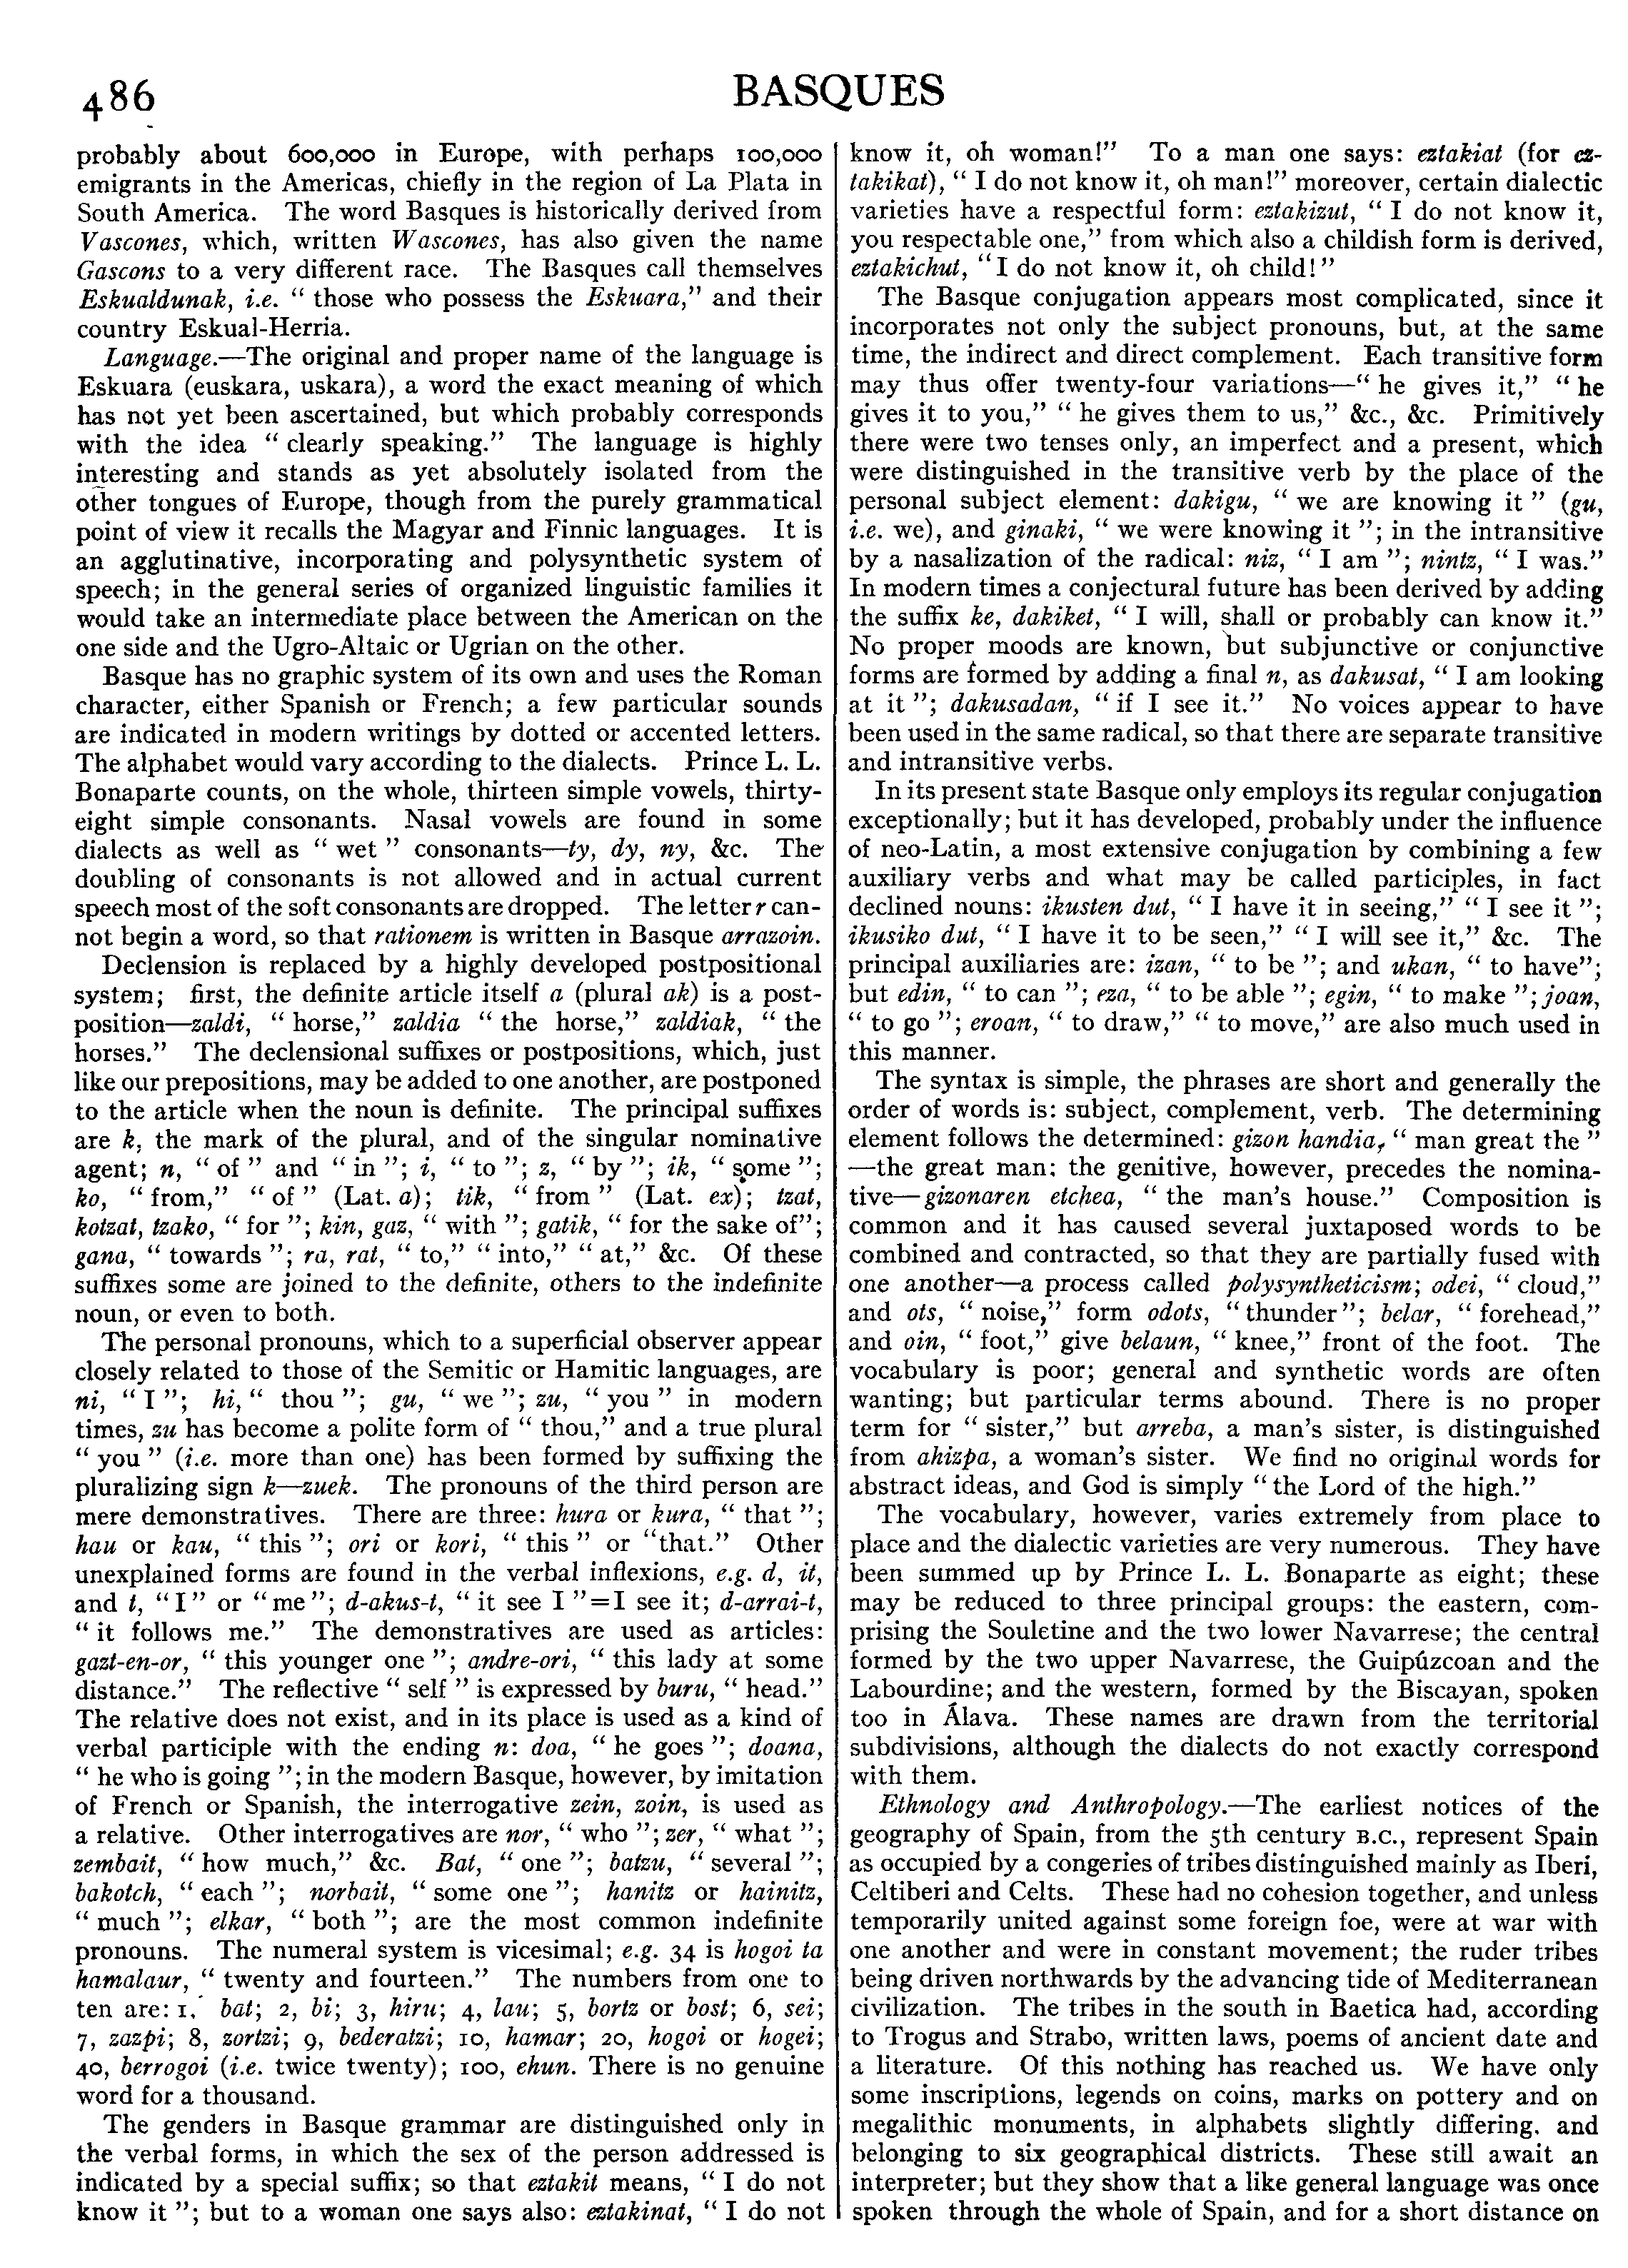 486
BASQUES
probably about 600,000 in Europe, with perhaps 100,000
emigrants in the Americas, chiefly in the region of La Plata in
South America. The word Basques is historically derived from
Vascones, which, written Wascones, has also given the name
Gascons to a very different race. The Basques call themselves
Eskualdunak, i.e. “ those who possess the Eskuara,” and their
country Eskual-Herria.
Language.—The original and proper name of the language is
Eskuara (euskara, uskara), a word the exact meaning of which
has not yet been ascertained, but which probably corresponds
with the idea “ clearly speaking.” The language is highly
interesting and stands as yet absolutely isolated from the
other tongues of Europe, though from the purely grammatical
point of view it recalls the Magyar and Finnic languages. It is
an agglutinative, incorporating and polysynthetic system of
speech; in the general series of organized linguistic families it
would take an intermediate place between the American on the
one side and the Ugro-Altaic or Ugrian on the other.
Basque has no graphic system of its own and uses the Roman
character, either Spanish or French; a few particular sounds
are indicated in modern writings by dotted or accented letters.
The alphabet would vary according to the dialects. Prince L. L.
Bonaparte counts, on the whole, thirteen simple vowels, thirty-
eight simple consonants. Nasal vowels are found in some
dialects as well as “ wet ” consonants—ty, dy, ny, &c. The
doubling of consonants is not allowed and in actual current
speech most of the soft consonants are dropped. The letter r can-
not begin a word, so that rationem is written in Basque arrazoin.
Declension is replaced by a highly developed postpositional
system; first, the definite article itself a (plural ak) is a post-
position—zaldi, “ horse,” zaldia “ the horse,” zaldiak, “ the
horses.” The declensional suffixes or postpositions, which, just
like our prepositions, may be added to one another, are postponed
to the article when the noun is definite. The principal suffixes
are k, the mark of the plural, and of the singular nominative
agent; n, “ of ” and “ in ”; i, “ to ”; z, “ by ”; ik, “ some ”;
ko, “ from,” “ of ” (Lat. a); tik, “ from ” (Lat. ex); tzat,
kotzat, tzako, “ for ”; kin, gaz, “ with ”; gatik, “ for the sake of”;
gana, “ towards ”; ra, rat, “ to,” “ into,” “ at,” &c. Of these
suffixes some are joined to the definite, others to the indefinite
noun, or even to both.
The personal pronouns, which to a superficial observer appear
closely related to those of the Semitic or Hamitic languages, are
ni, “ I ”; hi, “ thou ”; gu, “ we ”; zu, “ you ” in modern
times, zu has become a polite form of “ thou,” and a true plural
“ you ” (i.e. more than one) has been formed by suffixing the
pluralizing sign k—zuek. The pronouns of the third person are
mere demonstratives. There are three: hura or kura, “ that ”;
hau or kau, “ this ”; ori or kori, “ this ” or “that.” Other
unexplained forms are found in the verbal inflexions, e.g. d, it,
and t, “I” or “me”; d-akus-t, “ it see I ”=I see it; d-arrai-t,
“ it follows me.” The demonstratives are used as articles:
gazt-en-or, “ this younger one ”; andre-ori, “ this lady at some
distance.” The reflective “ self ” is expressed by buru, “ head.”
The relative does not exist, and in its place is used as a kind of
verbal participle with the ending n: doa, “ he goes ”; doana,
“ he who is going ”; in the modern Basque, however, by imitation
of French or Spanish, the interrogative zein, zoin, is used as
a relative. Other interrogatives are nor, “ who ”; zer, “ what ”;
zembait, “ how much,” &c. Bat, “ one ”; batzu, “ several ”;
bakotch, “ each ”; norbait, “ some one ”; hanitz or hainitz,
“ much ”; elkar, “ both ”; are the most common indefinite
pronouns. The numeral system is vicesimal; e.g. 34 is hogoi ta
hamalaur, “ twenty and fourteen.” The numbers from one to
ten are: 1, bat; 2, bi; 3, hiru; 4, lau; 5, bortz or bost; 6, sei;
7, zazpi; 8, zortzi; 9, bederatzi; 10, hamar; 20, hogoi or hogei;
40, berrogoi (i.e. twice twenty); 100, ehun. There is no genuine
word for a thousand.
The genders in Basque grammar are distinguished only in
the verbal forms, in which the sex of the person addressed is
indicated by a special suffix; so that eztakit means, “ I do not
know it ”; but to a woman one says also: eztakinat, “ I do not
know it, oh woman!” To a man one says: eztakiat (for ez-
takikat), “ I do not know it, oh man!” moreover, certain dialectic
varieties have a respectful form: eztakizut, “ I do not know it,
you respectable one,” from which also a childish form is derived,
eztakichut, “I do not know it, oh child!”
The Basque conjugation appears most complicated, since it
incorporates not only the subject pronouns, but, at the same
time, the indirect and direct complement. Each transitive form
may thus offer twenty-four variations—“ he gives it,” “ he
gives it to you,” “ he gives them to us,” &c., &c. Primitively
there were two tenses only, an imperfect and a present, which
were distinguished in the transitive verb by the place of the
personal subject element: dakigu, “ we are knowing it ” (gu,
i.e. we), and ginaki, “ we were knowing it ”; in the intransitive
by a nasalization of the radical: niz, “ I am ”; nintz, “ I was.”
In modern times a conjectural future has been derived by adding
the suffix ke, dakiket, “ I will, shall or probably can know it.”
No proper moods are known, but subjunctive or conjunctive
forms are formed by adding a final n, as dakusat, “ I am looking
at it ”; dakusadan, “ if I see it.” No voices appear to have
been used in the same radical, so that there are separate transitive
and intransitive verbs.
In its present state Basque only employs its regular conjugation
exceptionally; but it has developed, probably under the influence
of neo-Latin, a most extensive conjugation by combining a few
auxiliary verbs and what may be called participles, in fact
declined nouns: ikusten dut, “ I have it in seeing,” “ I see it ”;
ikusiko dut, “ I have it to be seen,” “ I will see it,” &c. The
principal auxiliaries are: izan, “ to be ”; and ukan, “ to have”;
but edin, “ to can ”; eza, “ to be able ”; egin, “ to make ”; joan,
“ to go ”; eroan, “ to draw,” “ to move,” are also much used in
this manner.
The syntax is simple, the phrases are short and generally the
order of words is: subject, complement, verb. The determining
element follows the determined: gizon handia, “ man great the ”
—the great man: the genitive, however, precedes the nomina-
tive—gizonaren etchea, “ the man’s house.” Composition is
common and it has caused several juxtaposed words to be
combined and contracted, so that they are partially fused with
one another—a process called polysyntheticism; odei, “ cloud,”
and ots, “ noise,” form odots, “thunder”; belar, “ forehead,”
and oin, “ foot,” give belaun, “ knee,” front of the foot. The
vocabulary is poor; general and synthetic words are often
wanting; but particular terms abound. There is no proper
term for “ sister,” but arreba, a man’s sister, is distinguished
from ahizpa, a woman’s sister. We find no original words for
abstract ideas, and God is simply “ the Lord of the high.”
The vocabulary, however, varies extremely from place to
place and the dialectic varieties are very numerous. They have
been summed up by Prince L. L. Bonaparte as eight; these
may be reduced to three principal groups: the eastern, com-
prising the Souletine and the two lower Navarrese; the central
formed by the two upper Navarrese, the Guipúzcoan and the
Labourdine; and the western, formed by the Biscayan, spoken
too in Álava. These names are drawn from the territorial
subdivisions, although the dialects do not exactly correspond
with them.
Ethnology and Anthropology.—The earliest notices of the
geography of Spain, from the 5th century B.C., represent Spain
as occupied by a congeries of tribes distinguished mainly as Iberi,
Celtiberi and Celts. These had no cohesion together, and unless
temporarily united against some foreign foe, were at war with
one another and were in constant movement; the ruder tribes
being driven northwards by the advancing tide of Mediterranean
civilization. The tribes in the south in Baetica had, according
to Trogus and Strabo, written laws, poems of ancient date and
a literature. Of this nothing has reached us. We have only
some inscriptions, legends on coins, marks on pottery and on
megalithic monuments, in alphabets slightly differing, and
belonging to six geographical districts. These still await an
interpreter; but they show that a like general language was once
spoken through the whole of Spain, and for a short distance on